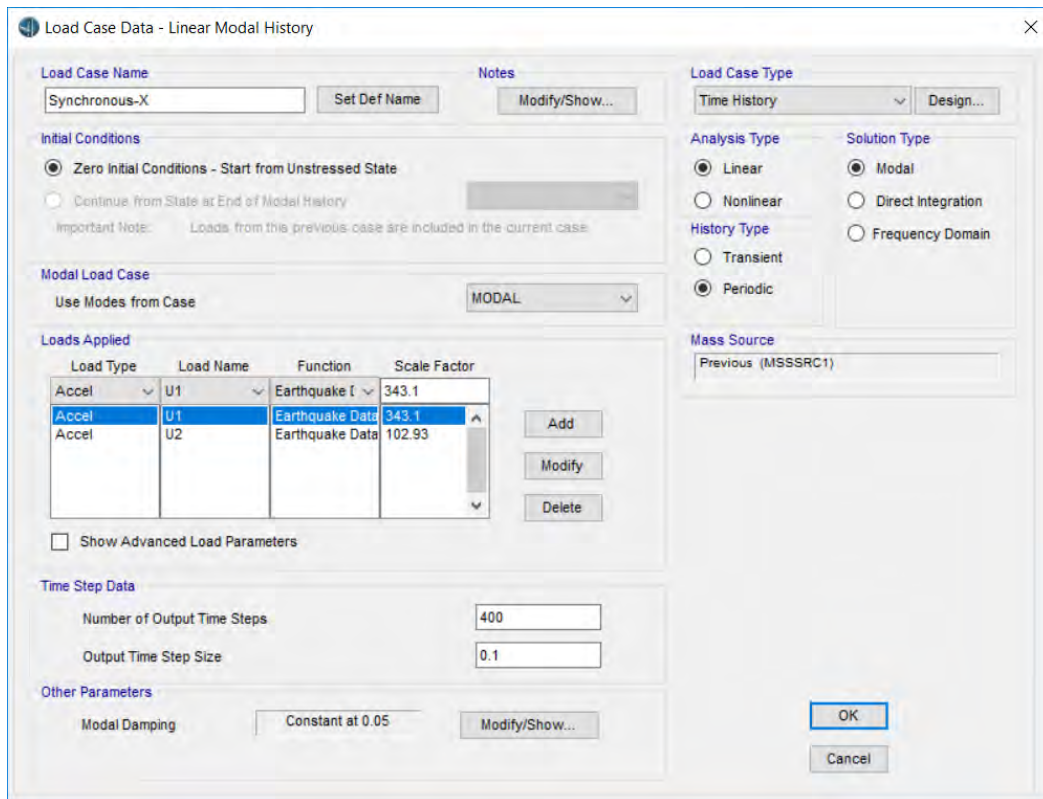 Load Case Data - Linear Modal History
Load Case Name
Notes
Load Case Type
Synchronous-X
Set Def Name
Modify/Show...
Time History
Design...
Initial Conditions
Zero Initial Conditions - Start from Unstressed State
Continue from State at End of Modal History
Important Note: Loads from this previous case are included in the current case
Analysis Type
Linear
Nonlinear
Solution Type
Modal
Direct Integration
Frequency Domain
History Type
Transient
Periodic
Modal Load Case
Use Modes from Case
MODAL
Loads Applied
Load Type Load Name Function Scale Factor
Accel U1 Earthquake D 343.1
Accel U1 Earthquake Data 343.1
Accel U2 Earthquake Data 102.93
Add
Modify
Delete
Show Advanced Load Parameters
Mass Source
Previous (MSSSRC1)
Time Step Data
Number of Output Time Steps 400
Output Time Step Size 0.1
Other Parameters
Modal Damping Constant at 0.05 Modify/Show...
OK
Cancel